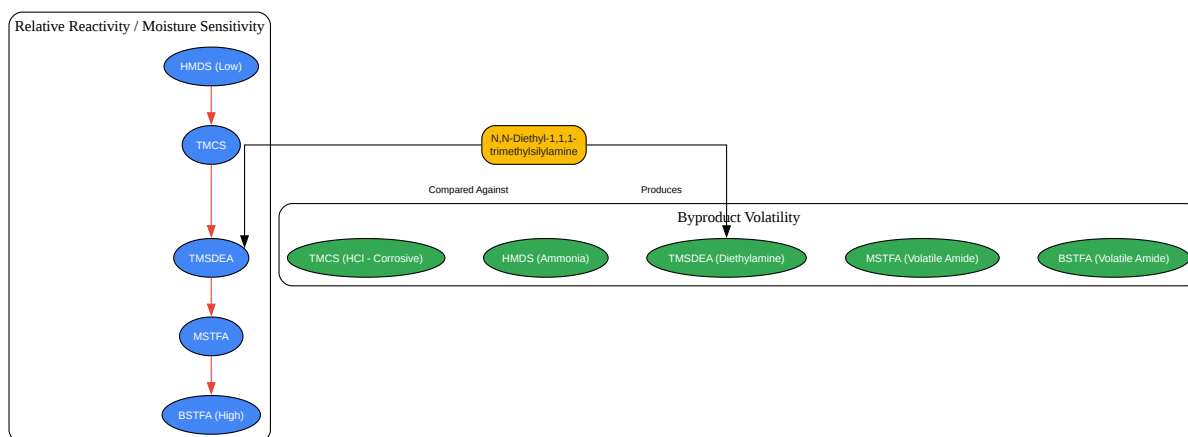 Relative Reactivity / Moisture Sensitivity
HMDS (Low)
TMCS
TMSDEA
MSTFA
BSTFA (High)
N,N-Diethyl-1,1,1-
trimethylsilylamine
Compared Against
Produces
Byproduct Volatility
TMCS (HCl - Corrosive)
HMDS (Ammonia)
TMSDEA (Diethylamine)
MSTFA (Volatile Amide)
BSTFA (Volatile Amide)